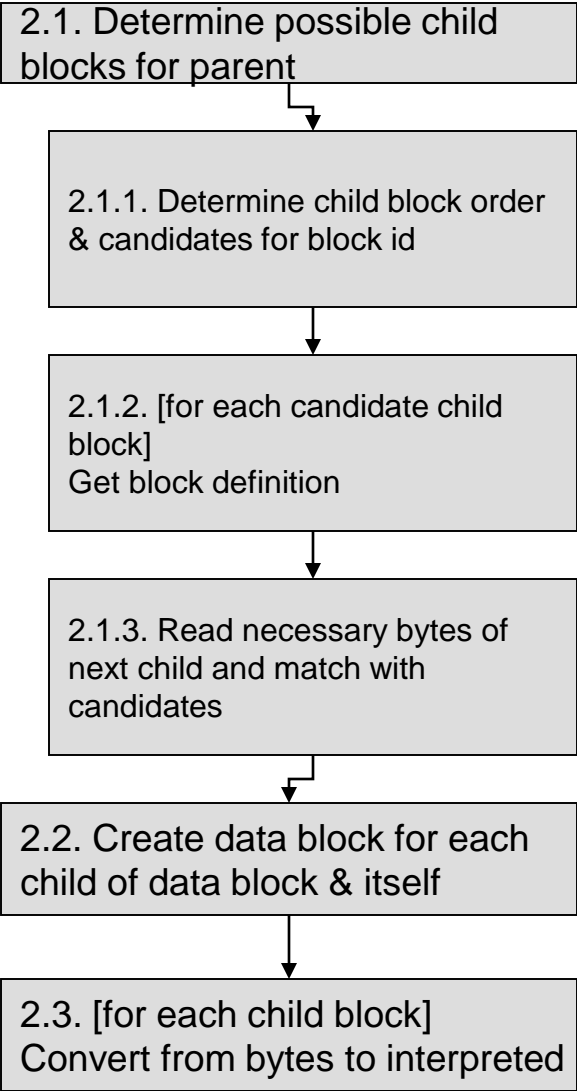 2.1. Determine possible child
blocks for parent
2.1.1. Determine child block order
& candidates for block id
2.1.2. [for each candidate child
block]
Get block definition
2.1.3. Read necessary bytes of
next child and match with
candidates
2.2. Create data block for each
child of data block & itself
2.3. [for each child block]
Convert from bytes to interpreted